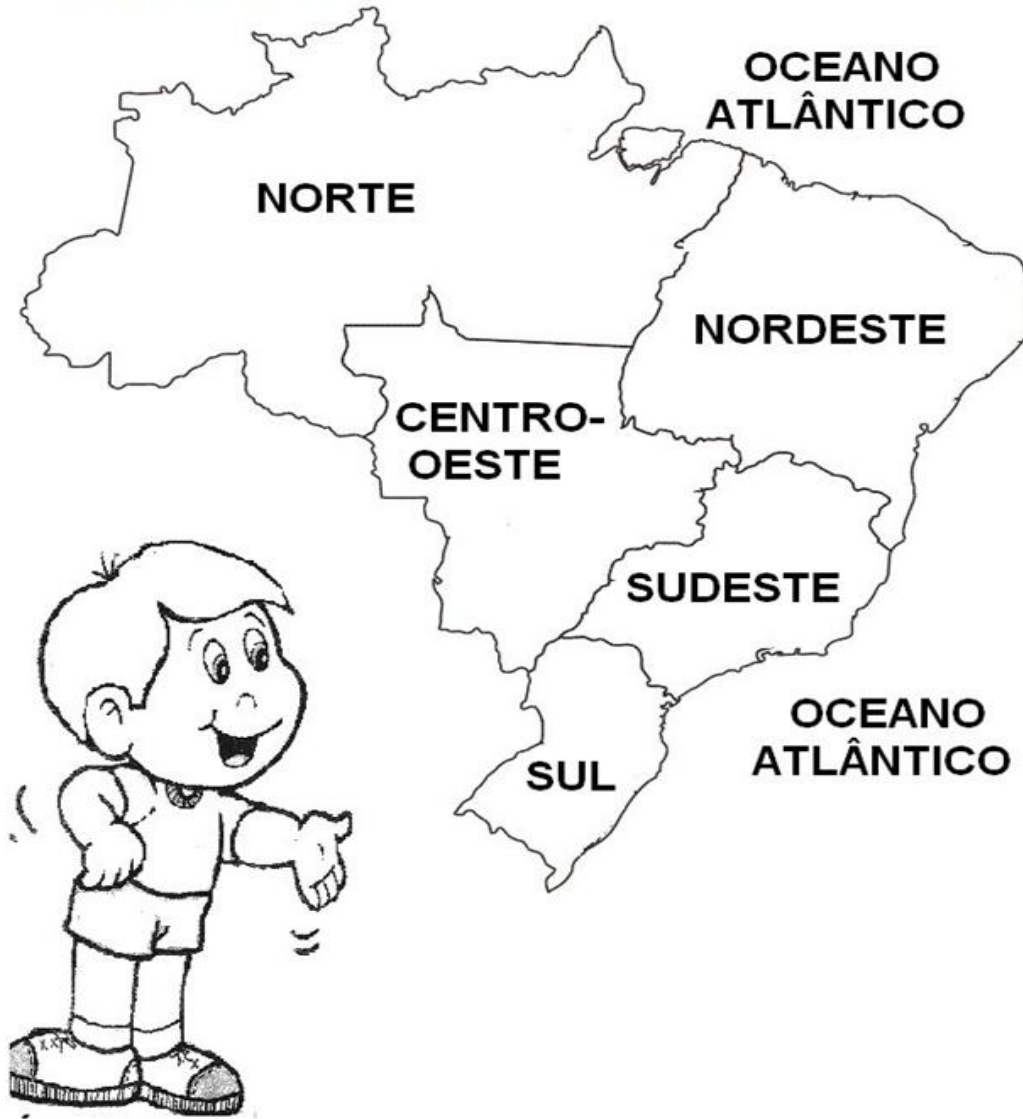 OCEANO
ATLÂNTICO
NORTE
NORDESTE
CENTRO-
OESTE
SUDESTE
OCEANO
ATLÂNTICO
SUL